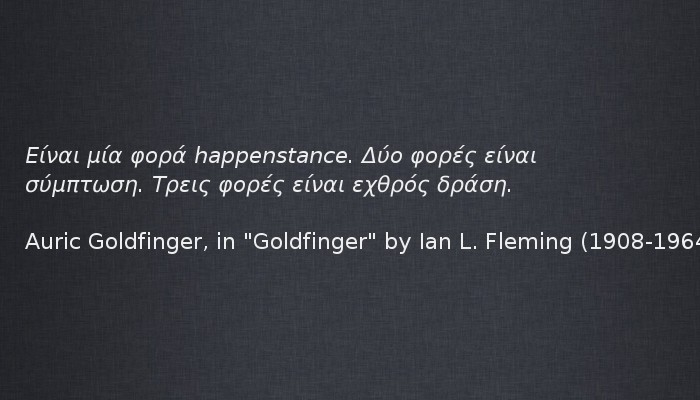 Είναι μία φορά happenstance. Δύο φορές είναι
σύμπτωση. Τρεις φορές είναι εχθρός δράση.
Auric Goldfinger, in "Goldfinger" by Ian L. Fleming (1908-1964